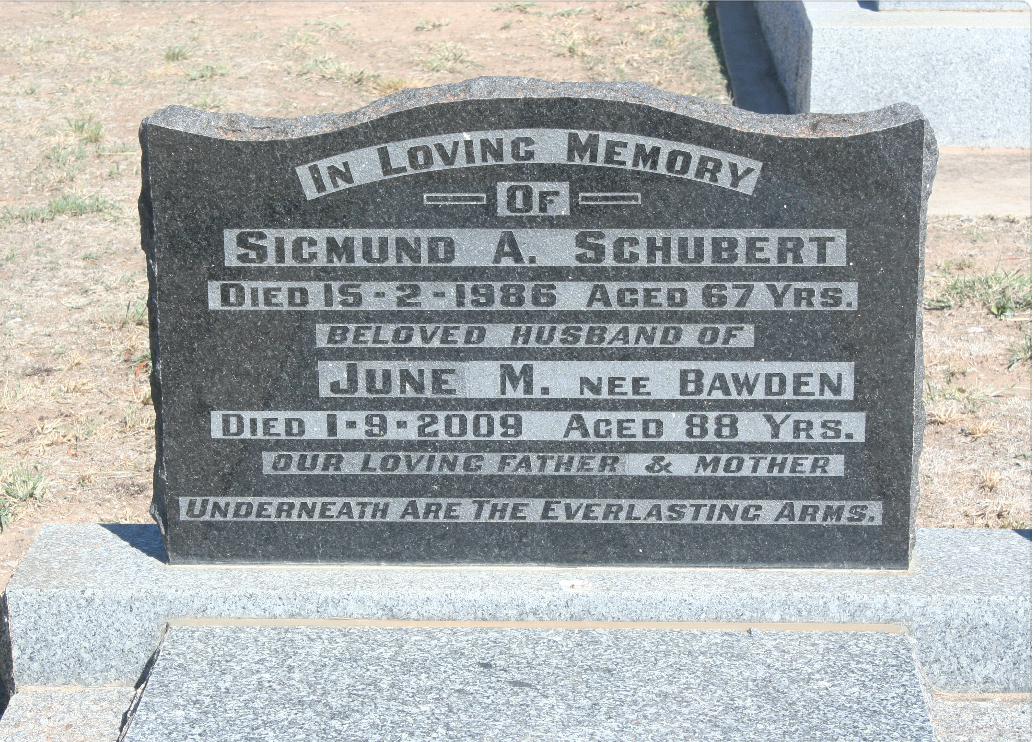 IN LOVING MEMORY
OF
SIGMUND A. SCHUBERT
DIED 15-2-1986 AGED 67 YRS.
BELOVED HUSBAND OF
JUNE M. NEE BAWDEN
DIED 1-9-2009 AGED 88 YRS.
OUR LOVING FATHER & MOTHER
UNDERNEATH ARE THE EVERLASTING ARMS.